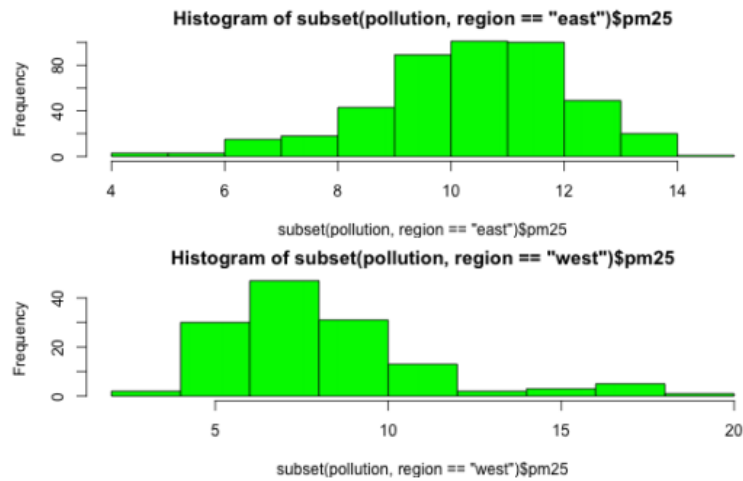 Histogram of subset(pollution, region == "east")$pm25
Frequency
80
40
0
4 6 8 10 12 14
subset(pollution, region == "east")$pm25
Histogram of subset(pollution, region == "west")$pm25
Frequency
40
20
0
5 10 15 20
subset(pollution, region == "west")$pm25